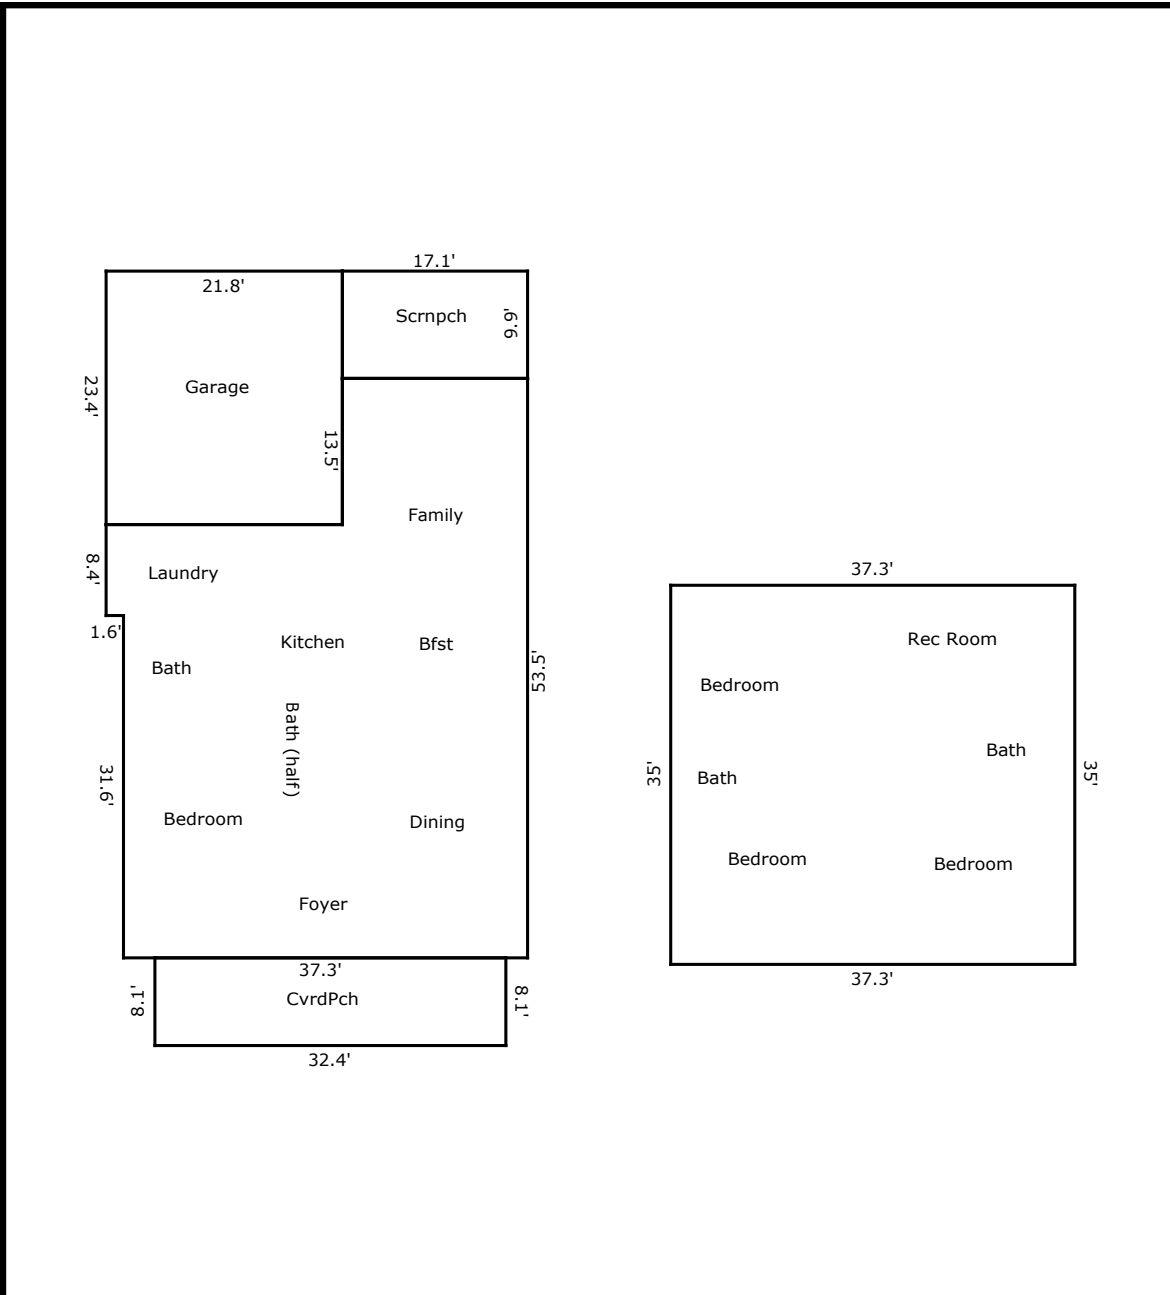 17.1'
21.8'
Scrnpch
9.9'
23.4'
Garage
13.5'
Family
8.4'
Laundry
1.6'
Kitchen
Bfst
Bath
53.5'
Bath (half)
31.6'
Bedroom
Dining
Foyer
37.3'
8.1'
CvrdPch
8.1'
32.4'
37.3'
Rec Room
Bedroom
Bath
35'
Bath
35'
Bedroom
Bedroom
37.3'